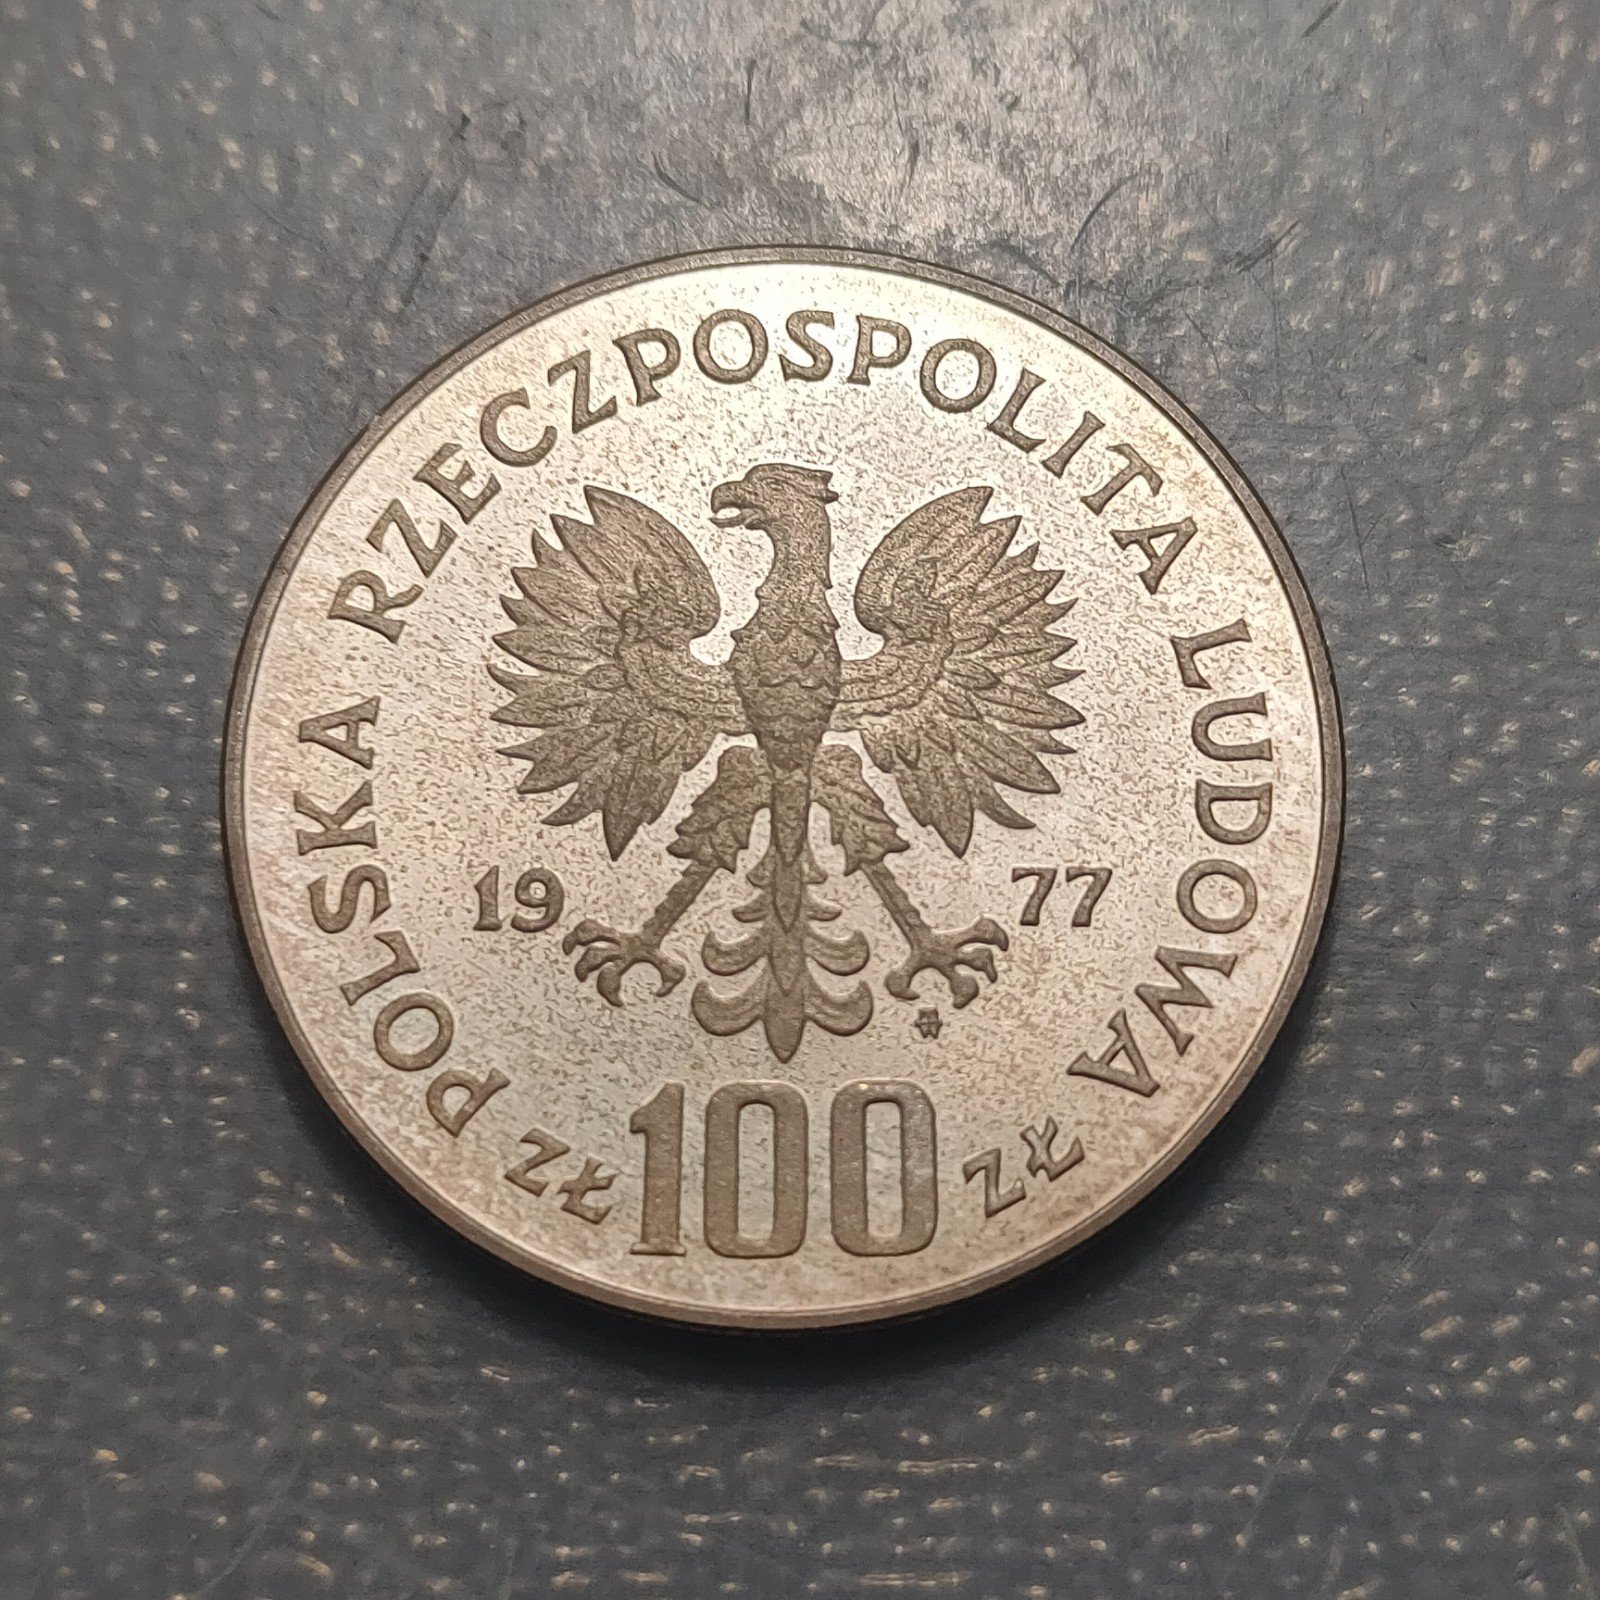 POLSKA RZECZPOSPOLITA LUDOWA
19 77
ZŁ 100 ZŁ